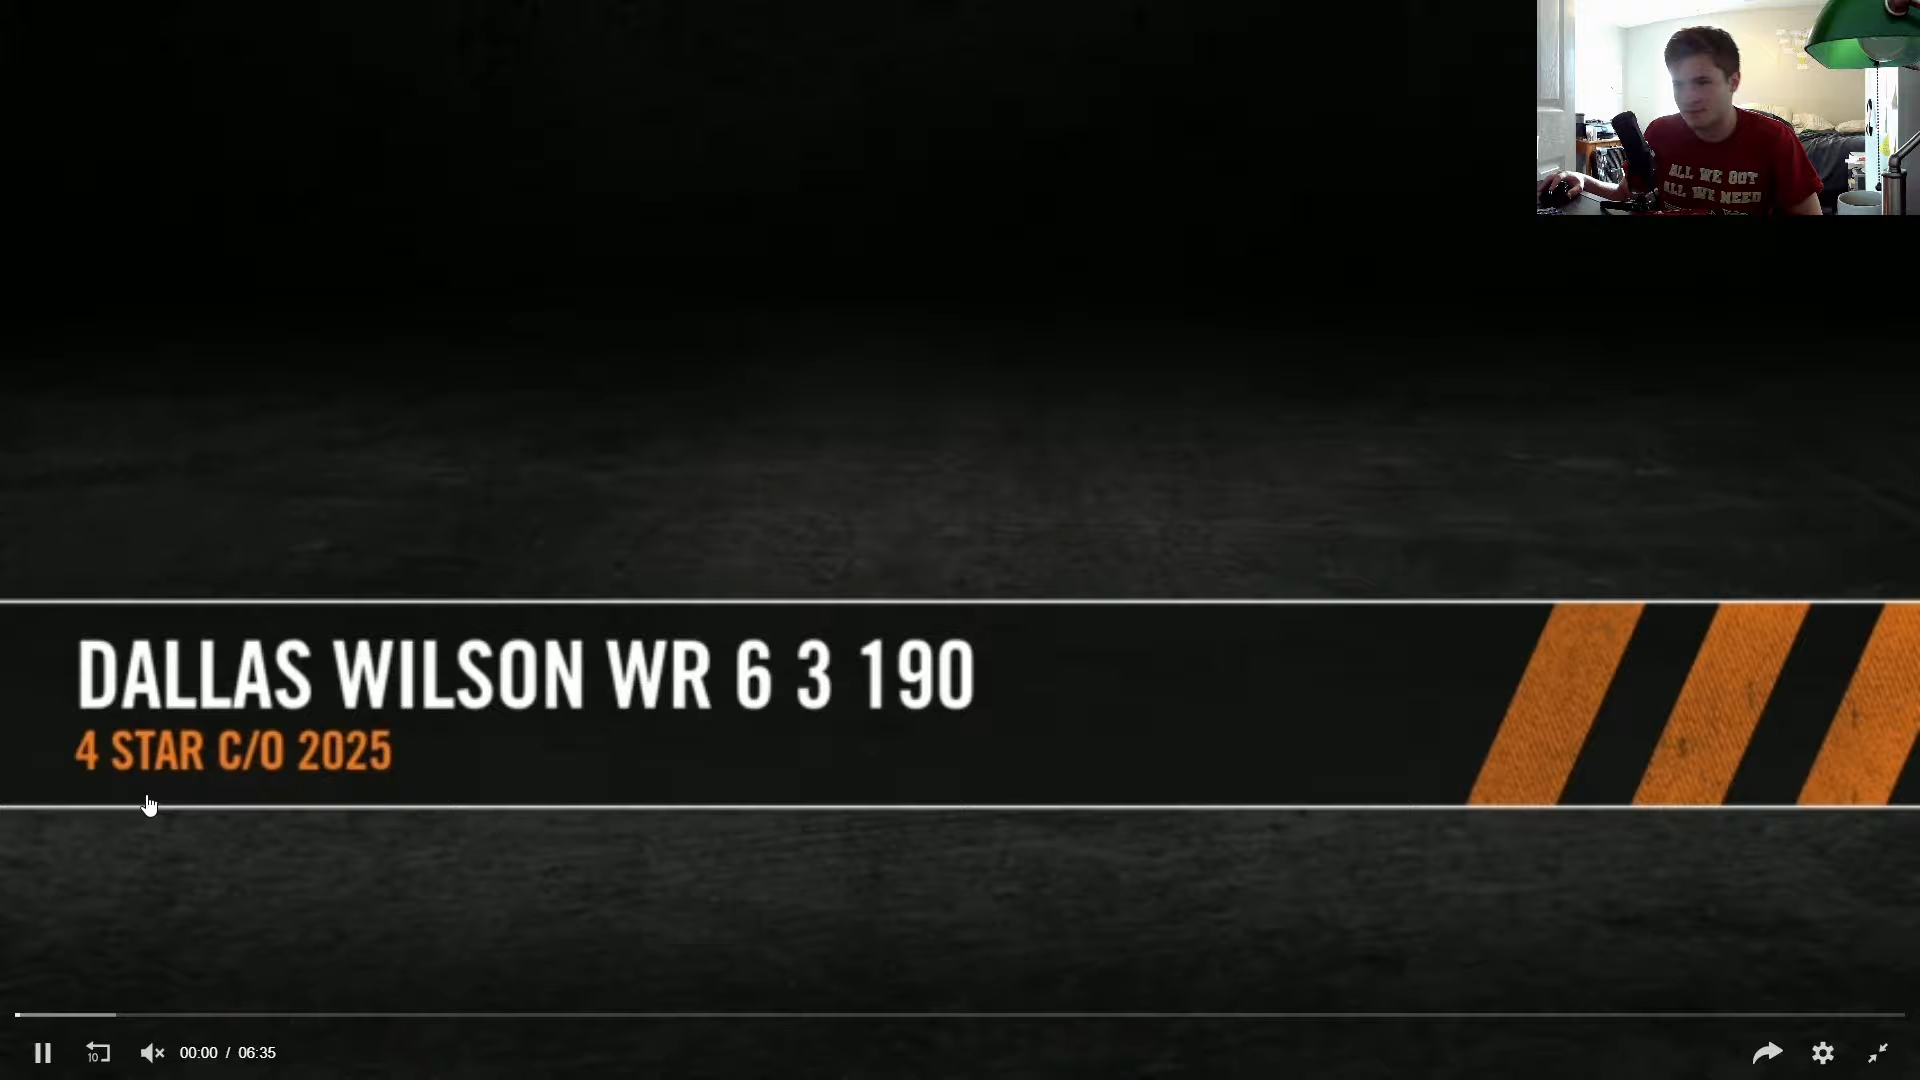 ALL WE GOT
ALL WE NEED
DALLAS WILSON WR 6 3 190
4 STAR C/O 2025
10
00:00 / 06:35